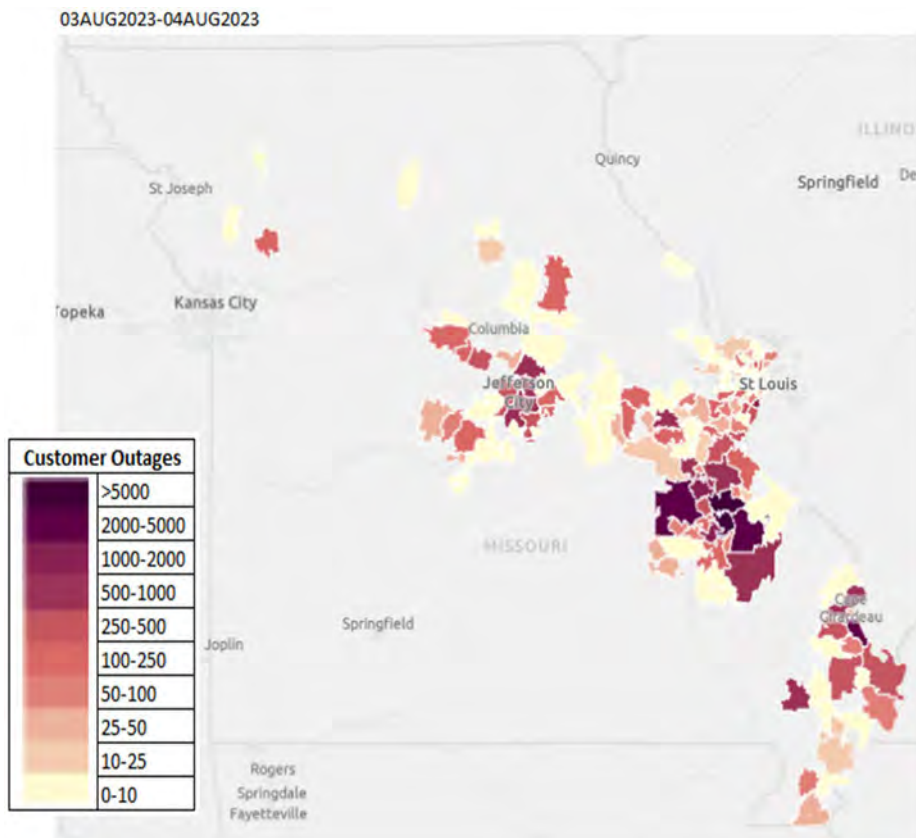 03AUG2023-04AUG2023
ILLINO
Quincy
St Joseph
Springfield
De
Kansas City
Topeka
Columbia
Jefferson
City
St Louis
Customer Outages
>5000
2000-5000
1000-2000
500-1000
250-500
100-250
50-100
25-50
10-25
0-10
MISSOURI
Cape
Girardeau
Springfield
Joplin
Rogers
Springdale
Fayetteville